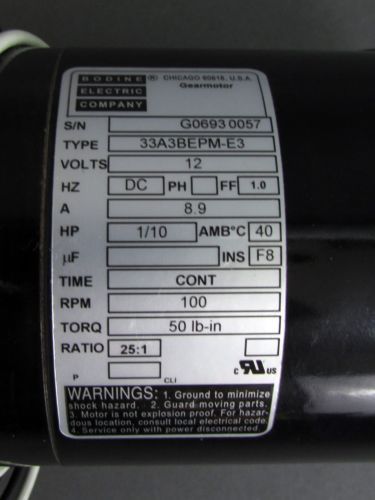 BODINE ® CHICAGO 60618, U.S.A.
ELECTRIC Gearmotor
COMPANY
S/N G0693 0057
TYPE 33A3BEPM-E3
VOLTS 12
HZ DC PH FF 1.0
A 8.9
HP 1/10 AMB°C 40
µF INS F8
TIME CONT
RPM 100
TORQ 50 lb-in
RATIO 25:1
P CLI c RU US
WARNINGS: 1. Ground to minimize
shock hazard. 2. Guard moving parts.
3. Motor is not explosion proof. For hazar-
dous location, consult local electrical code.
4. Service only with power disconnected.